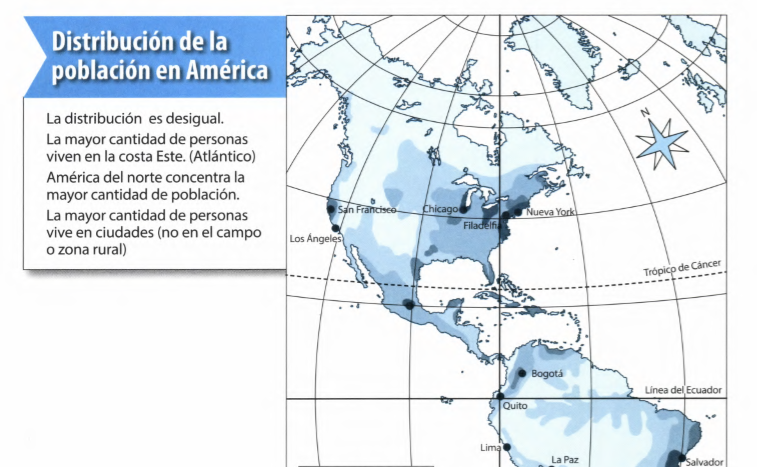 Distribución de la
población en América
La distribución es desigual.
La mayor cantidad de personas
viven en la costa Este. (Atlántico)
América del norte concentra la
mayor cantidad de población.
La mayor cantidad de personas
vive en ciudades (no en el campo
o zona rural)
N
San Francisco
Chicago
Nueva York
Filadelfia
Los Ángeles
Trópico de Cáncer
Bogotá
Línea del Ecuador
Quito
Lima
La Paz
Salvador